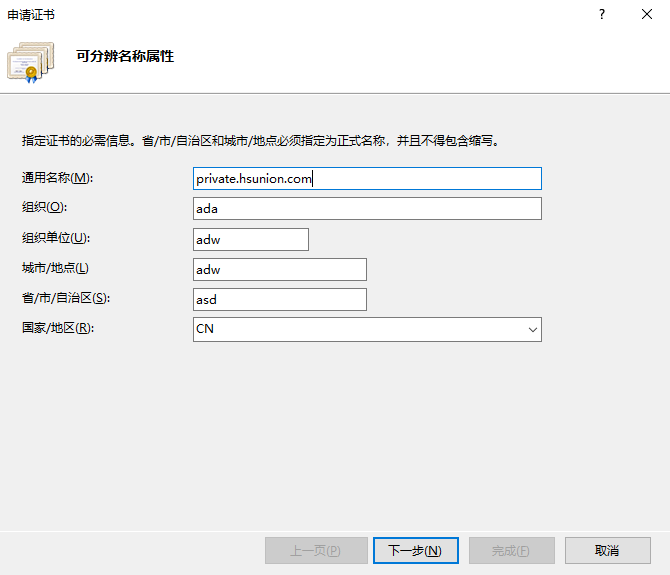 申请证书
?
可分辨名称属性
指定证书的必需信息。省/市/自治区和城市/地点必须指定为正式名称，并且不得包含缩写。
通用名称(M): private.hsunion.com
组织(O): ada
组织单位(U): adw
城市/地点(L) adw
省/市/自治区(S): asd
国家/地区(R): CN
上一页(P) 下一步(N) 完成(F) 取消